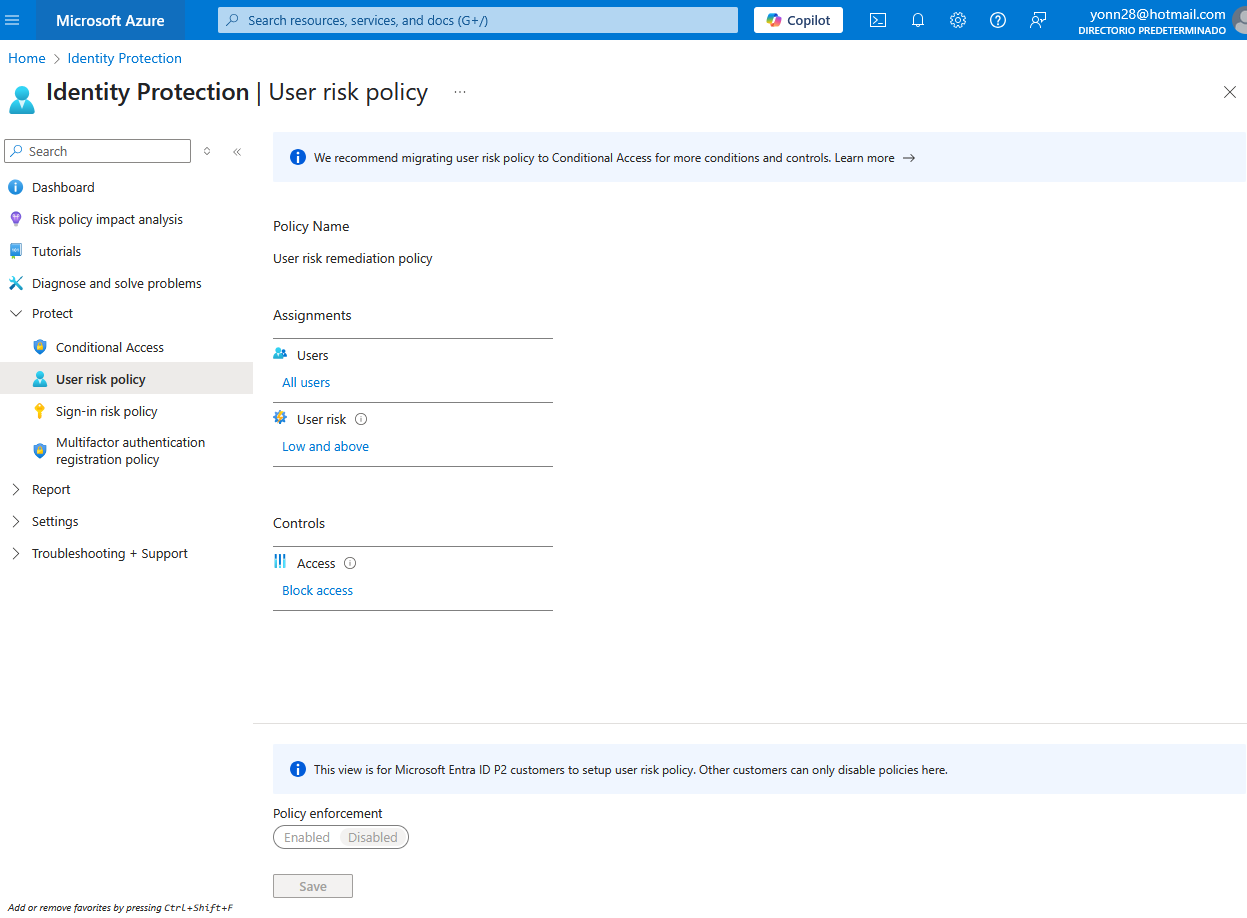 Microsoft Azure
Search resources, services, and docs (G+/)
Copilot
yonn28@hotmail.com
DIRECTORIO PREDETERMINADO
Home > Identity Protection
Identity Protection | User risk policy ...
Search
Dashboard
Risk policy impact analysis
Tutorials
Diagnose and solve problems
Protect
Conditional Access
User risk policy
Sign-in risk policy
Multifactor authentication
registration policy
Report
Settings
Troubleshooting + Support
Add or remove favorites by pressing Ctrl+Shift+F
We recommend migrating user risk policy to Conditional Access for more conditions and controls. Learn more →
Policy Name
User risk remediation policy
Assignments
Users
All users
User risk
Low and above
Controls
Access
Block access
This view is for Microsoft Entra ID P2 customers to setup user risk policy. Other customers can only disable policies here.
Policy enforcement
Enabled Disabled
Save